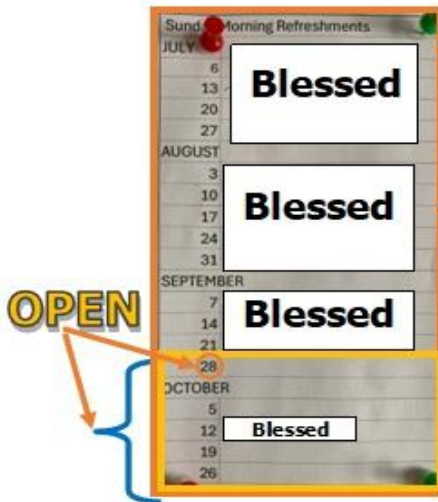 Sunday Morning Refreshments
JULY
6
13
20
27
Blessed
AUGUST
3
10
17
24
31
Blessed
SEPTEMBER
7
14
21
Blessed
OPEN
28
OCTOBER
5
12 Blessed
19
26